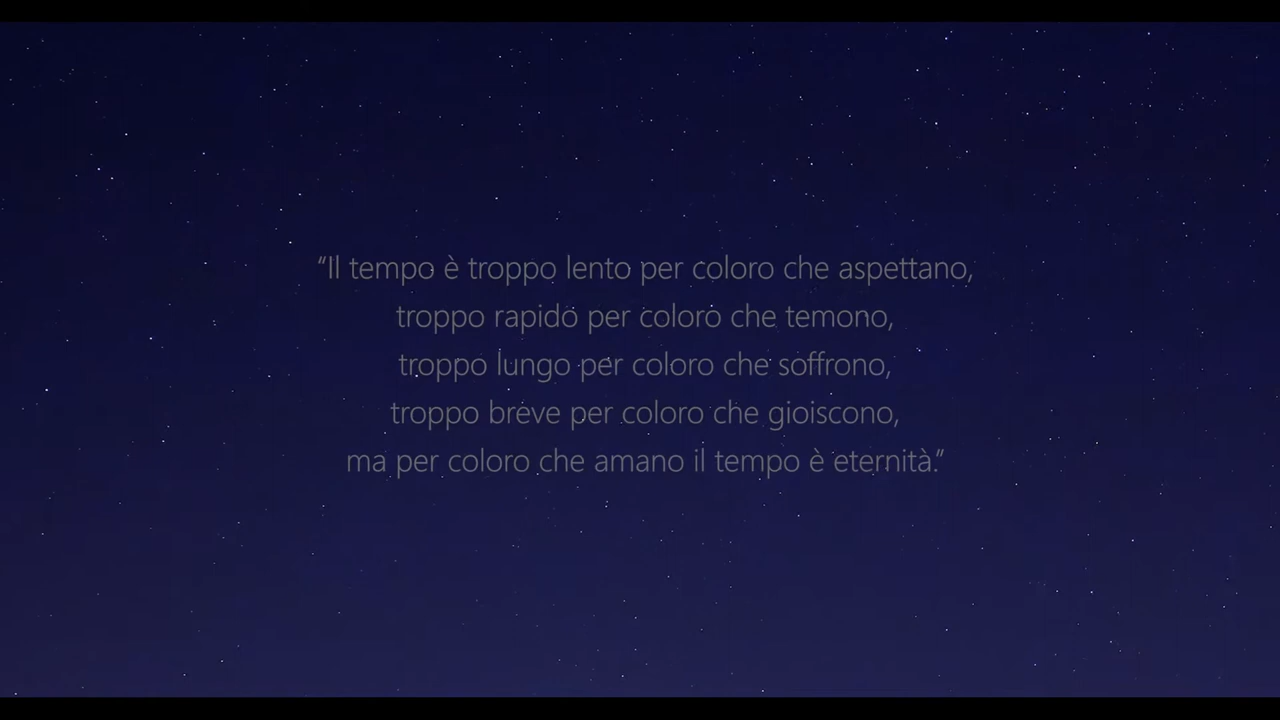 “Il tempo è troppo lento per coloro che aspettano,
troppo rapido per coloro che temono,
troppo lungo per coloro che soffrono,
troppo breve per coloro che gioiscono,
ma per coloro che amano il tempo è eternità.”